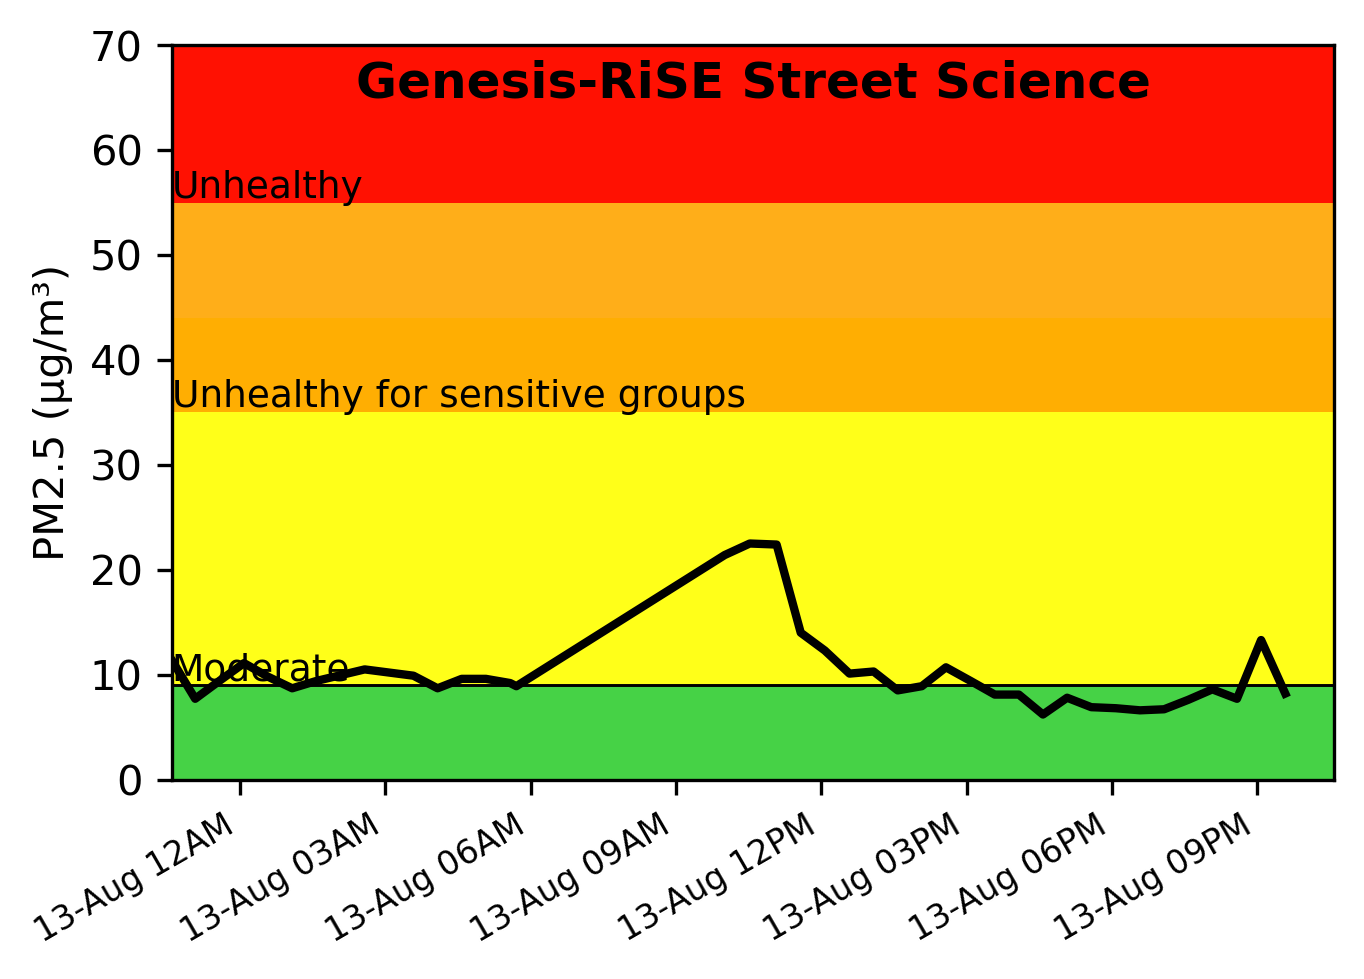 Genesis-RiSE Street Science
70
60
Unhealthy
50
40
Unhealthy for sensitive groups
30
20
Moderate
10
0
PM2.5 (µg/m³)
13-Aug 12AM
13-Aug 03AM
13-Aug 06AM
13-Aug 09AM
13-Aug 12PM
13-Aug 03PM
13-Aug 06PM
13-Aug 09PM